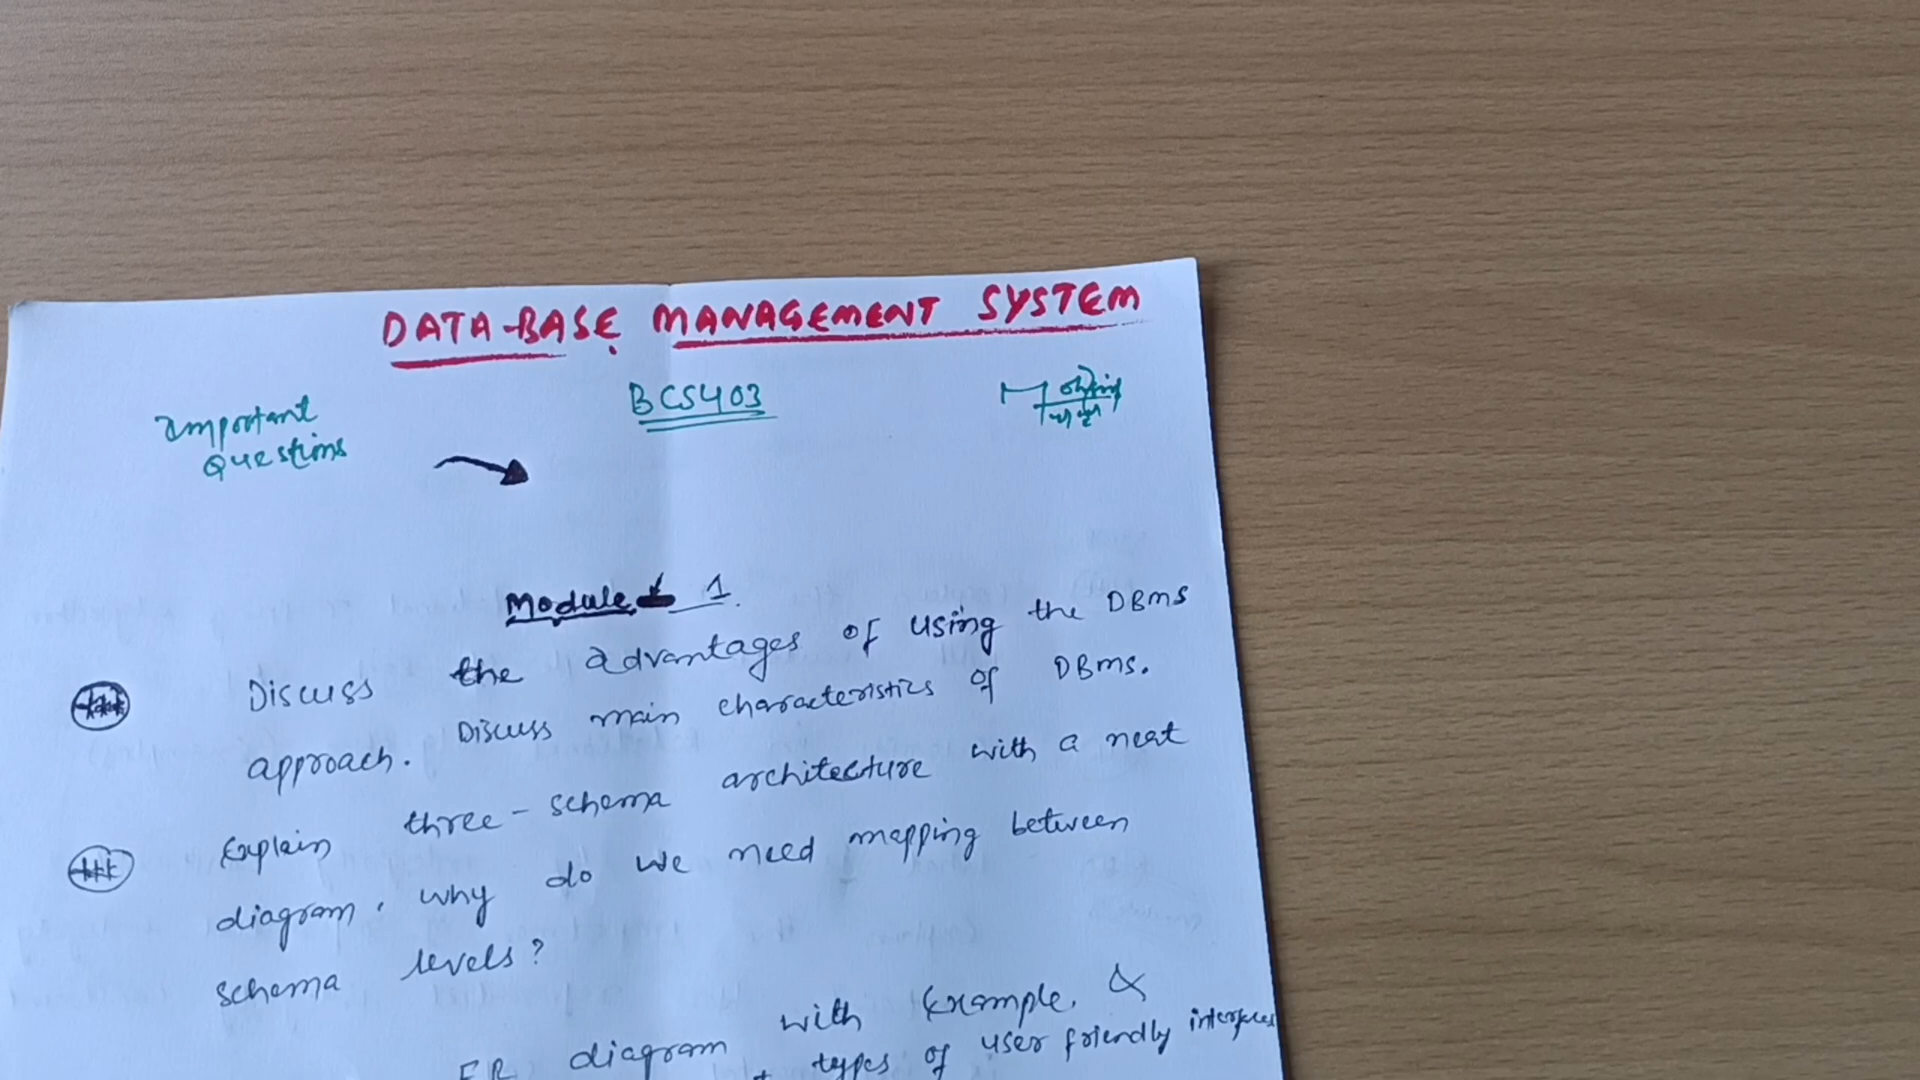 DATA-BASE MANAGEMENT SYSTEM
BCS403
Important
Questions
Module 1.
Discuss the advantages of using the DBMS
approach. Discuss main characteristics of DBMS.
Explain three-schema architecture with a neat
diagram. Why do we need mapping between
schema levels?
ER diagram with Example, &
types of user friendly interfaces